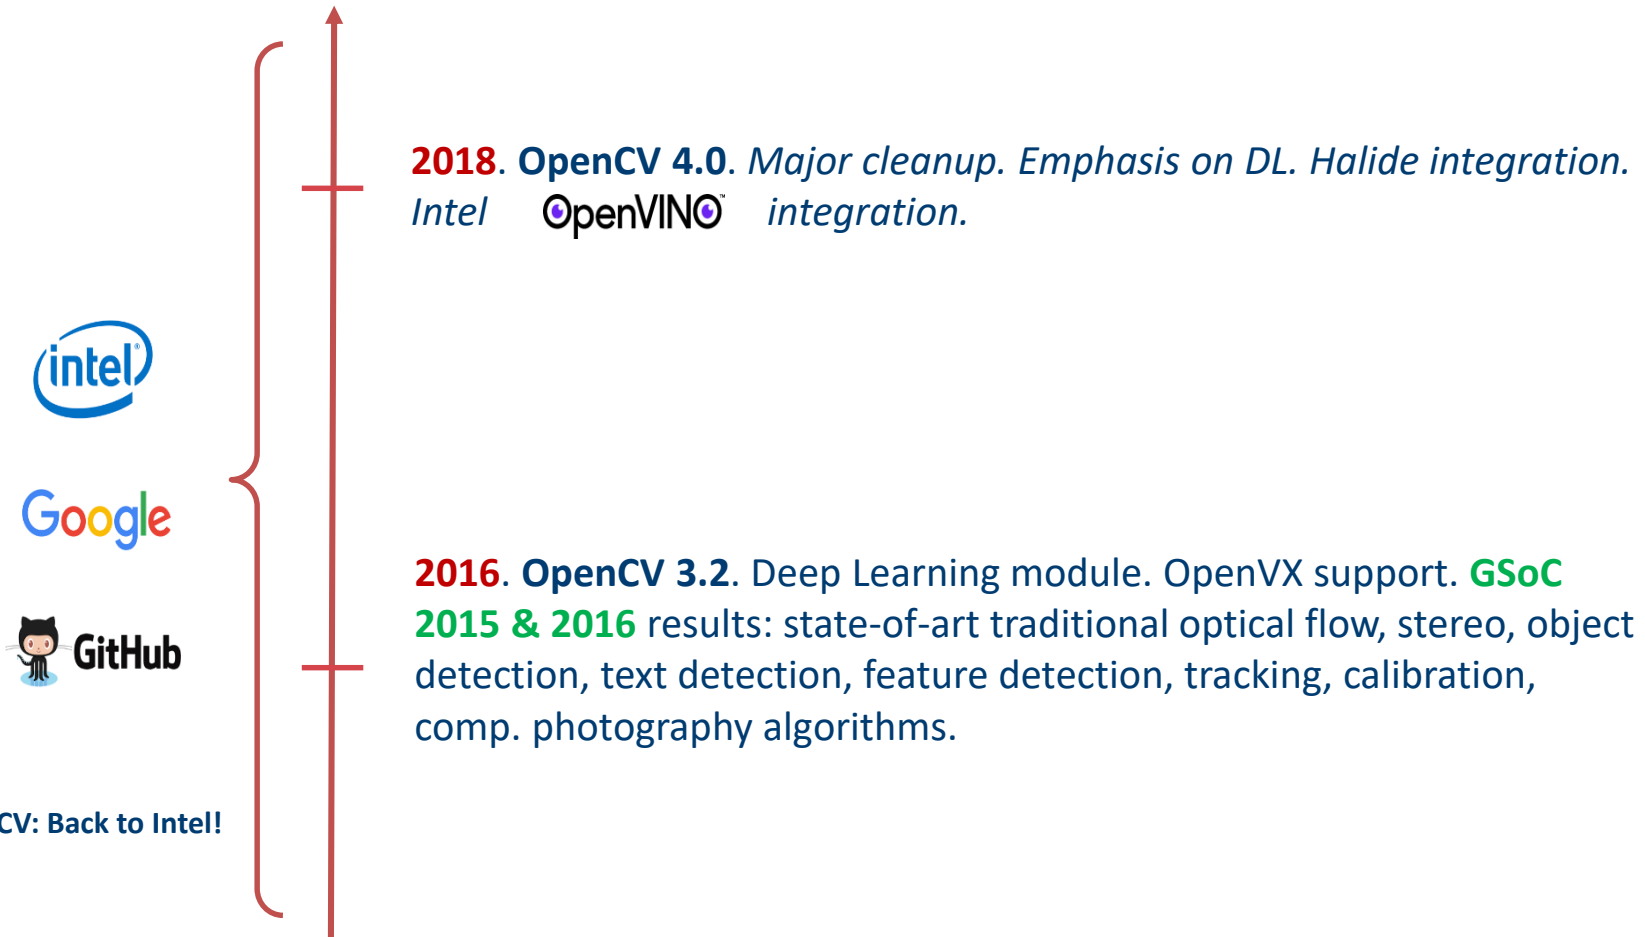 2018. OpenCV 4.0. Major cleanup. Emphasis on DL. Halide integration.
Intel OpenVINO™ integration.
intel®
Google
GitHub
2016. OpenCV 3.2. Deep Learning module. OpenVX support. GSoC
2015 & 2016 results: state-of-art traditional optical flow, stereo, object
detection, text detection, feature detection, tracking, calibration,
comp. photography algorithms.
CV: Back to Intel!